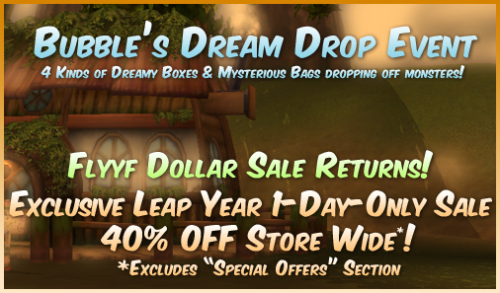 Bubble's Dream Drop Event
4 Kinds of Dreamy Boxes & Mysterious Bags dropping off monsters!
Flyff Dollar Sale Returns!
Exclusive Leap Year 1-Day-Only Sale
40% OFF Store Wide*!
*Excludes "Special Offers" Section